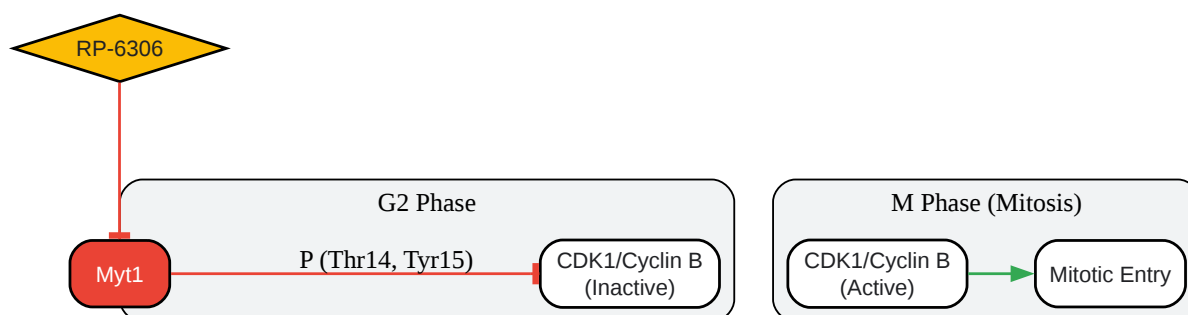 RP-6306
G2 Phase
M Phase (Mitosis)
Myt1
P (Thr14, Tyr15)
CDK1/Cyclin B
(Inactive)
CDK1/Cyclin B
(Active)
Mitotic Entry